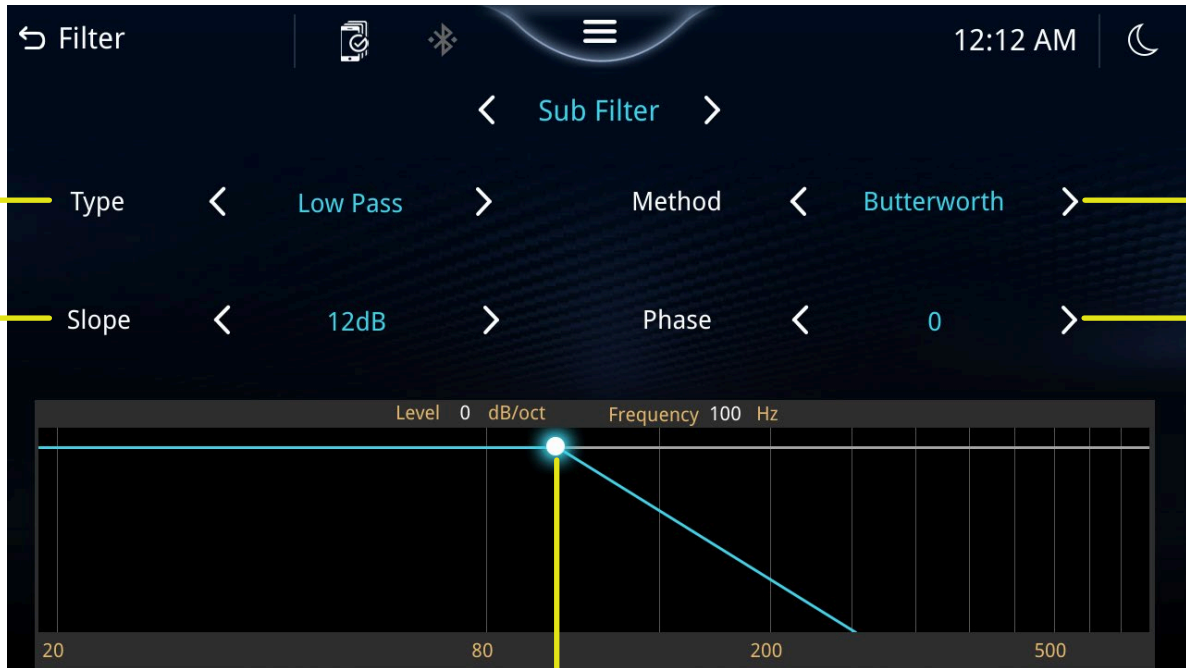 Filter 12:12 AM
Sub Filter
Type Low Pass Method Butterworth
Slope 12dB Phase 0
Level 0 dB/oct Frequency 100 Hz
20 80 200 500